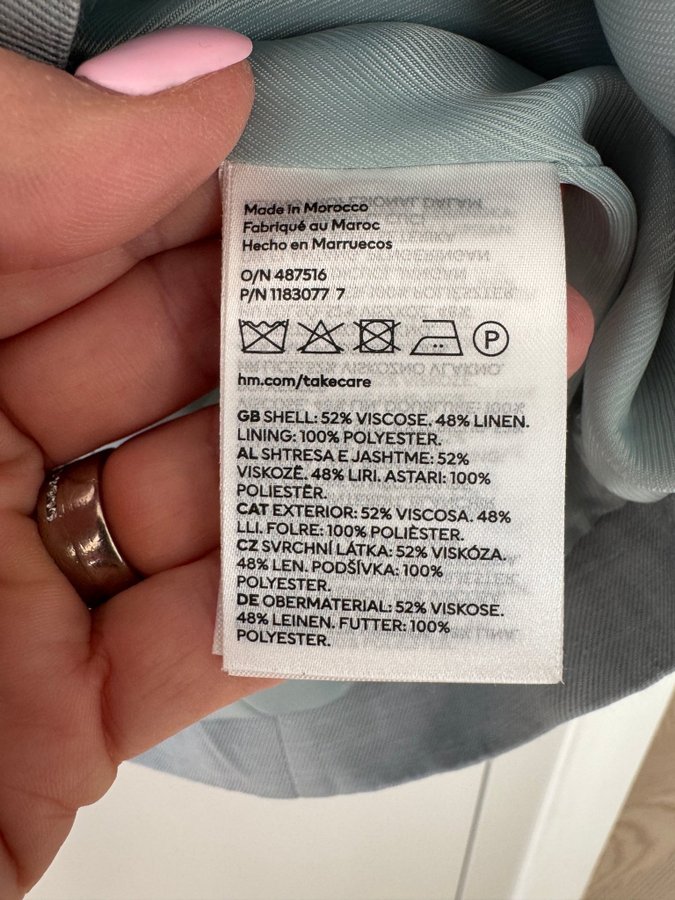 Made in Morocco
Fabriqué au Maroc
Hecho en Marruecos
O/N 487516
P/N 1183077 7
P
hm.com/takecare
GB SHELL: 52% VISCOSE. 48% LINEN.
LINING: 100% POLYESTER.
AL SHTRESA E JASHTME: 52%
VISKOZË. 48% LIRI. ASTARI: 100%
POLIESTËR.
CAT EXTERIOR: 52% VISCOSA. 48%
LLI. FOLRE: 100% POLIÈSTER.
CZ SVRCHNÍ LÁTKA: 52% VISKÓZA.
48% LEN. PODŠÍVKA: 100%
POLYESTER.
DE OBERMATERIAL: 52% VISKOSE.
48% LEINEN. FUTTER: 100%
POLYESTER.